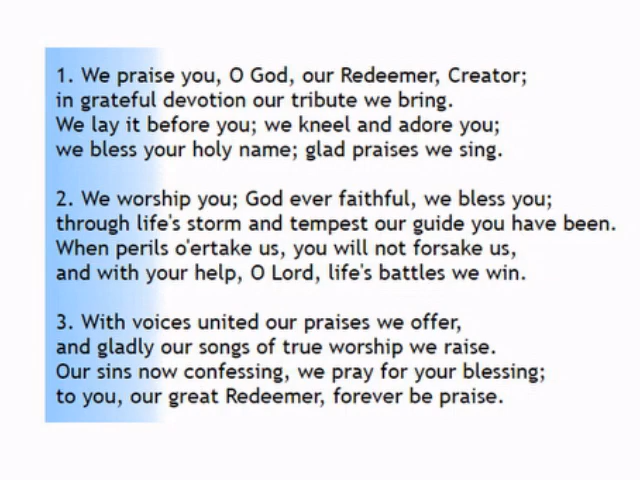 1. We praise you, O God, our Redeemer, Creator;
in grateful devotion our tribute we bring.
We lay it before you; we kneel and adore you;
we bless your holy name; glad praises we sing.
2. We worship you; God ever faithful, we bless you;
through life's storm and tempest our guide you have been.
When perils o'ertake us, you will not forsake us,
and with your help, O Lord, life's battles we win.
3. With voices united our praises we offer,
and gladly our songs of true worship we raise.
Our sins now confessing, we pray for your blessing;
to you, our great Redeemer, forever be praise.